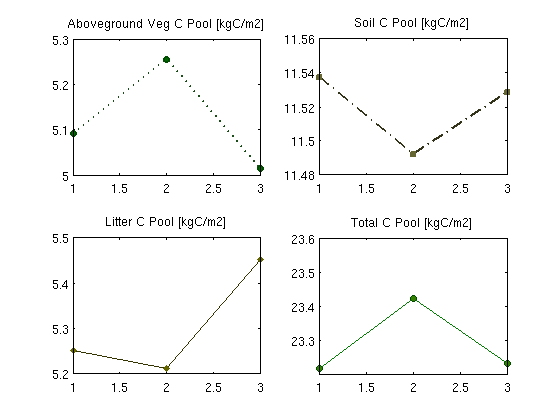 Aboveground Veg C Pool [kgC/m2]
5.3
5.2
5.1
5
1 1.5 2 2.5 3
Soil C Pool [kgC/m2]
11.56
11.54
11.52
11.5
11.48
1 1.5 2 2.5 3
Litter C Pool [kgC/m2]
5.5
5.4
5.3
5.2
1 1.5 2 2.5 3
Total C Pool [kgC/m2]
23.6
23.5
23.4
23.3
1 1.5 2 2.5 3